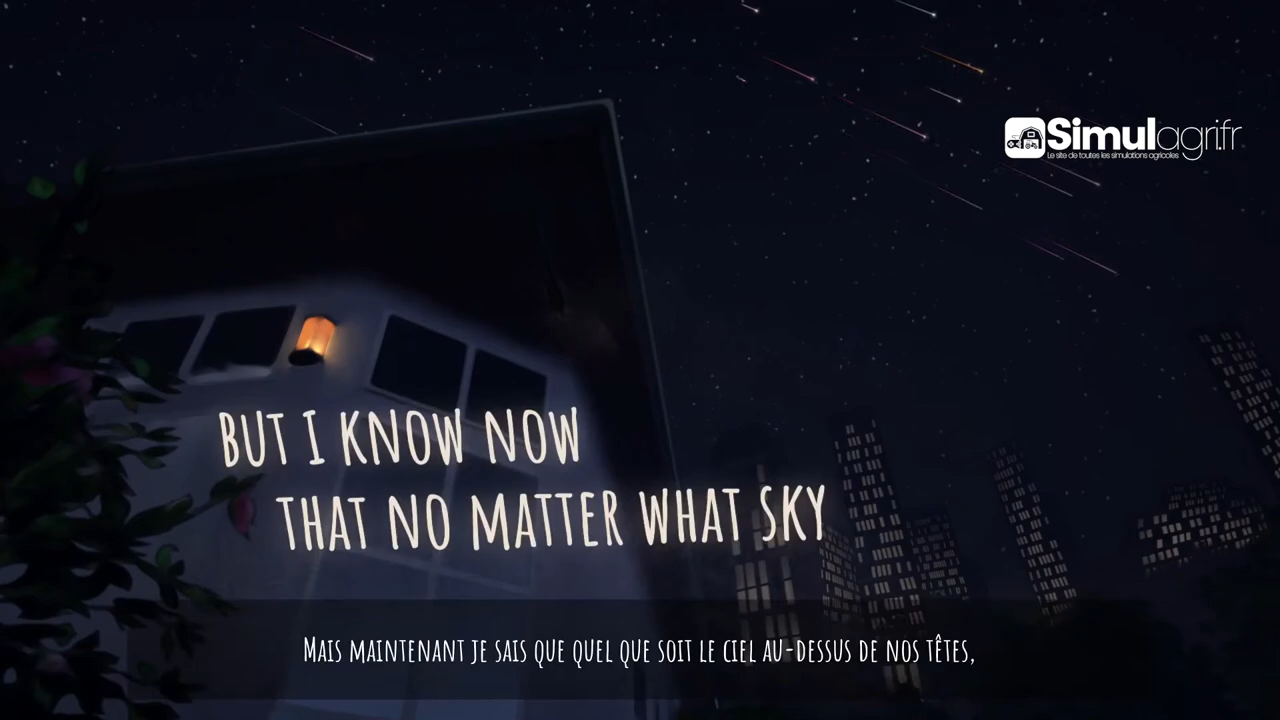 Simulagri.fr
Le site de toutes les simulations agricoles
BUT I KNOW NOW
THAT NO MATTER WHAT SKY
Mais maintenant je sais que quel que soit le ciel au-dessus de nos têtes,